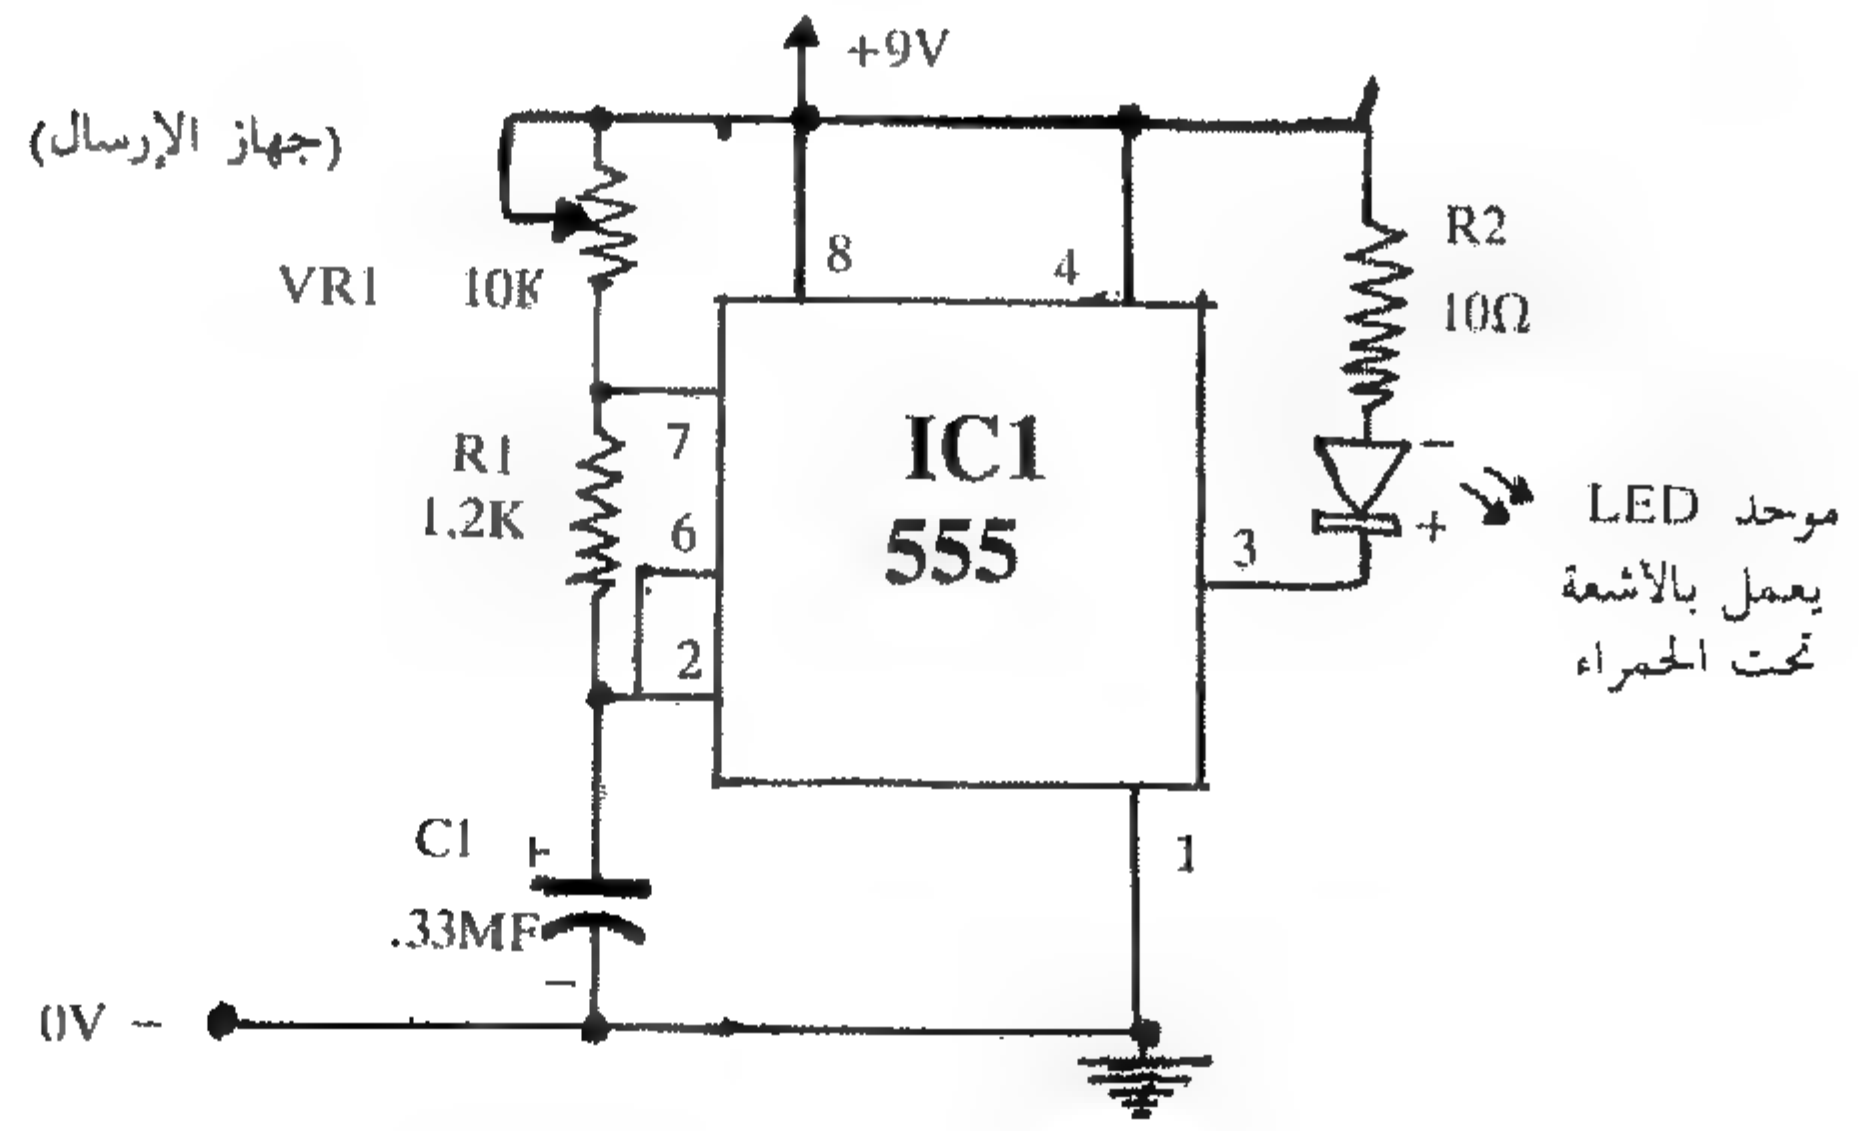 +9V
(جهاز الإرسال)
8
4
R2
10Ω
VR1 10K
IC1
555
7
R1
1.2K
6
2
3
−
+
LED موحد
يعمل بالأشعة
تحت الحمراء
C1
+
.33MF
−
1
0V −